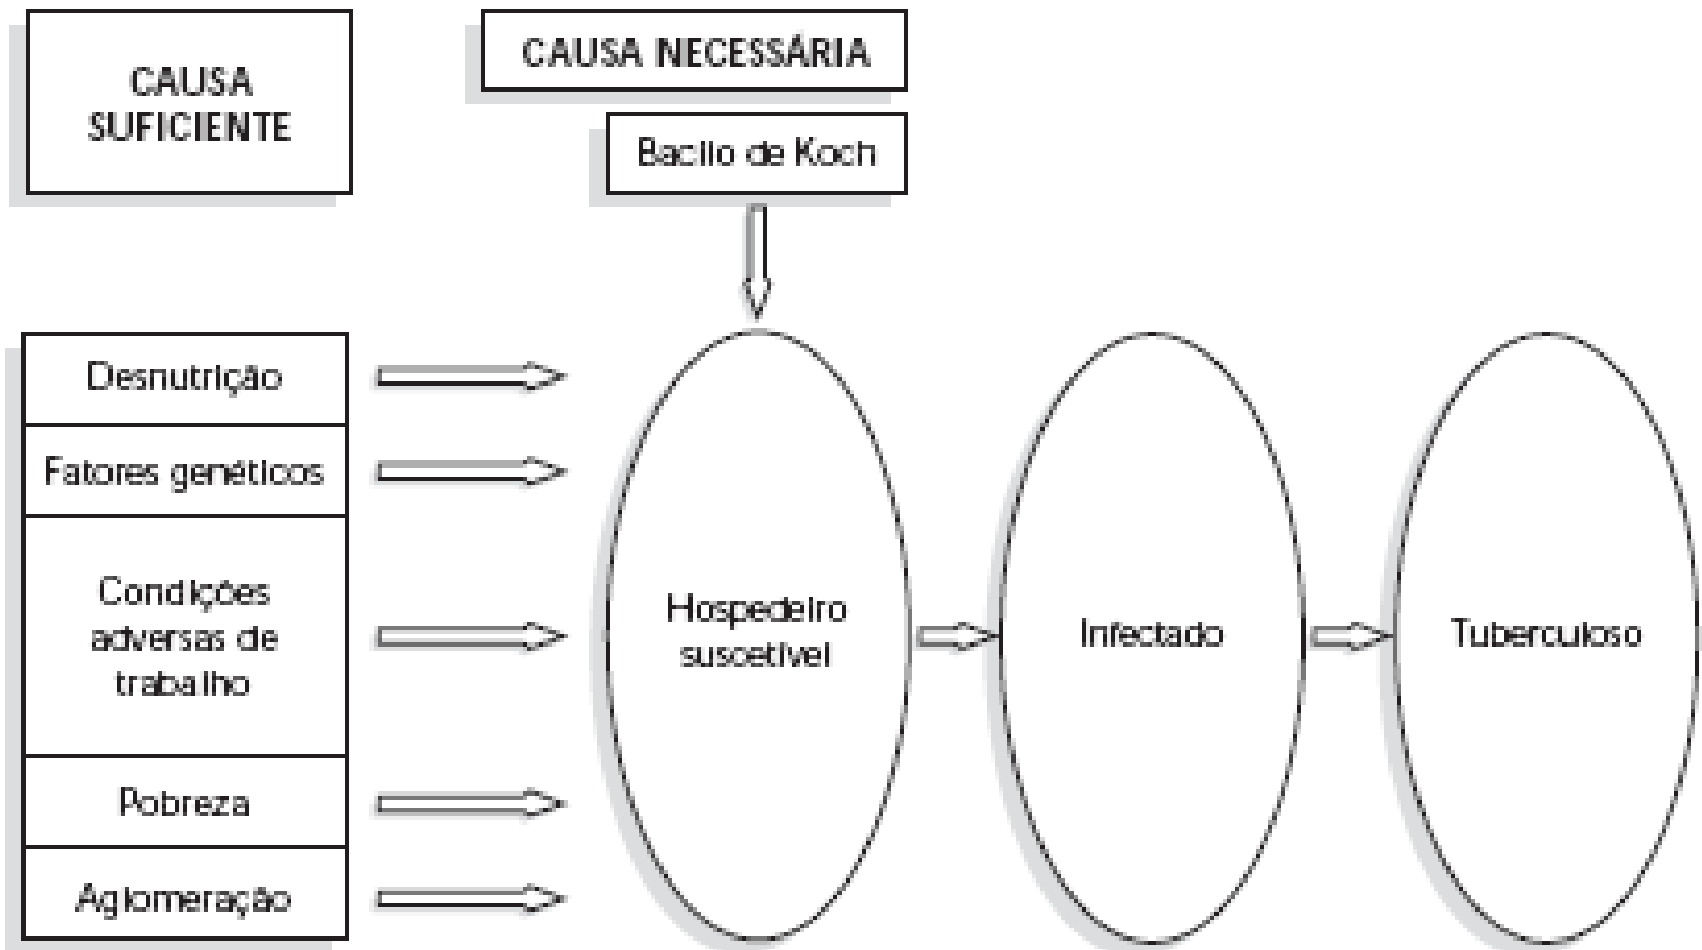 CAUSA
SUFICIENTE
CAUSA NECESSÁRIA
Bacilo de Koch
Desnutrição
Fatores genéticos
Condições
adversas de
trabalho
Pobreza
Aglomeração
Hospedeiro
suscetível
Infectado
Tuberculoso